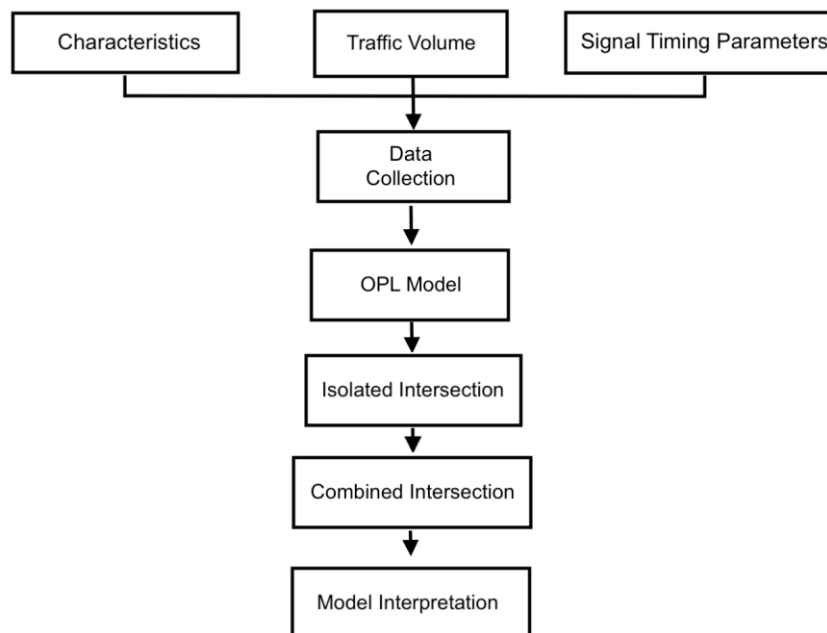 Characteristics
Traffic Volume
Signal Timing Parameters
Data
Collection
OPL Model
Isolated Intersection
Combined Intersection
Model Interpretation